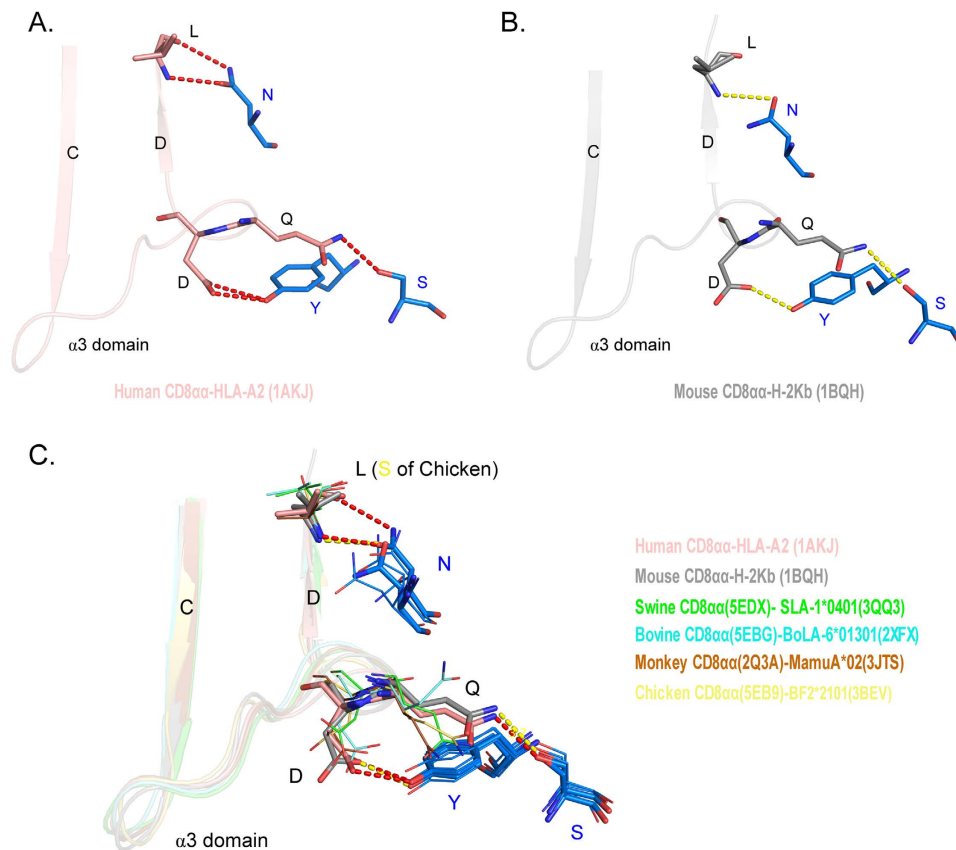 A.
L
N
C
D
Q
D
Y
S
α3 domain
Human CD8αα-HLA-A2 (1AKJ)
B.
L
N
C
D
Q
D
Y
S
α3 domain
Mouse CD8αα-H-2Kb (1BQH)
C.
L (S of Chicken)
N
C
D
Q
D
Y
S
α3 domain
Human CD8αα-HLA-A2 (1AKJ)
Mouse CD8αα-H-2Kb (1BQH)
Swine CD8αα(5EDX)- SLA-1*0401(3QQ3)
Bovine CD8αα(5EBG)-BoLA-6*01301(2XFX)
Monkey CD8αα(2Q3A)-MamuA*02(3JTS)
Chicken CD8αα(5EB9)-BF2*2101(3BEV)